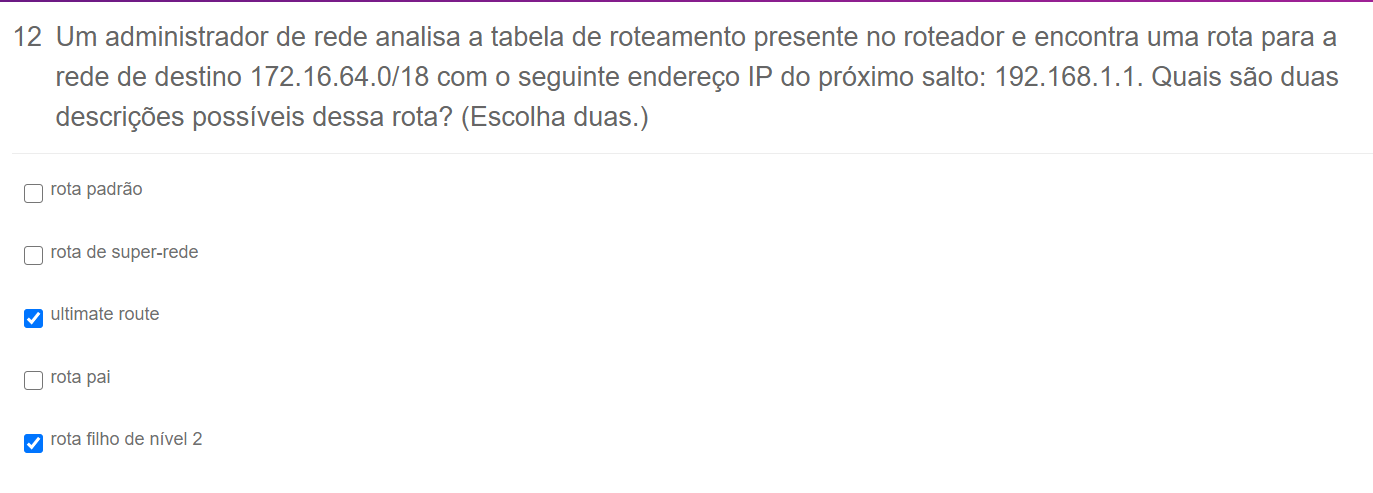 12 Um administrador de rede analisa a tabela de roteamento presente no roteador e encontra uma rota para a
rede de destino 172.16.64.0/18 com o seguinte endereço IP do próximo salto: 192.168.1.1. Quais são duas
descrições possíveis dessa rota? (Escolha duas.)
rota padrão
rota de super-rede
ultimate route
rota pai
rota filho de nível 2